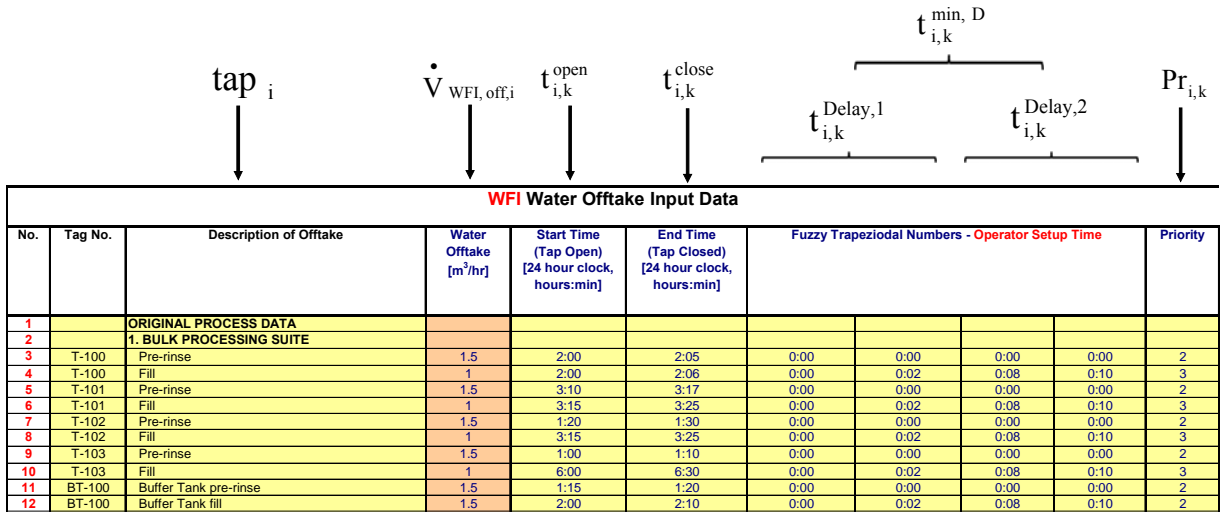 t i,k min, D
tap i
V̇ WFI, off,i
t i,k open
t i,k close
Pr i,k
t i,k Delay,1
t i,k Delay,2
WFI Water Offtake Input Data
No. Tag No. Description of Offtake Water Offtake [m³/hr] Start Time (Tap Open) [24 hour clock, hours:min] End Time (Tap Closed) [24 hour clock, hours:min] Fuzzy Trapeziodal Numbers - Operator Setup Time Priority
1 ORIGINAL PROCESS DATA
2 1. BULK PROCESSING SUITE
3 T-100 Pre-rinse 1.5 2:00 2:05 0:00 0:00 0:00 0:00 2
4 T-100 Fill 1 2:00 2:06 0:00 0:02 0:08 0:10 3
5 T-101 Pre-rinse 1.5 3:10 3:17 0:00 0:00 0:00 0:00 2
6 T-101 Fill 1 3:15 3:25 0:00 0:02 0:08 0:10 3
7 T-102 Pre-rinse 1.5 1:20 1:30 0:00 0:00 0:00 0:00 2
8 T-102 Fill 1 3:15 3:25 0:00 0:02 0:08 0:10 3
9 T-103 Pre-rinse 1.5 1:00 1:10 0:00 0:00 0:00 0:00 2
10 T-103 Fill 1 6:00 6:30 0:00 0:02 0:08 0:10 3
11 BT-100 Buffer Tank pre-rinse 1.5 1:15 1:20 0:00 0:00 0:00 0:00 2
12 BT-100 Buffer Tank fill 1.5 2:00 2:10 0:00 0:02 0:08 0:10 2